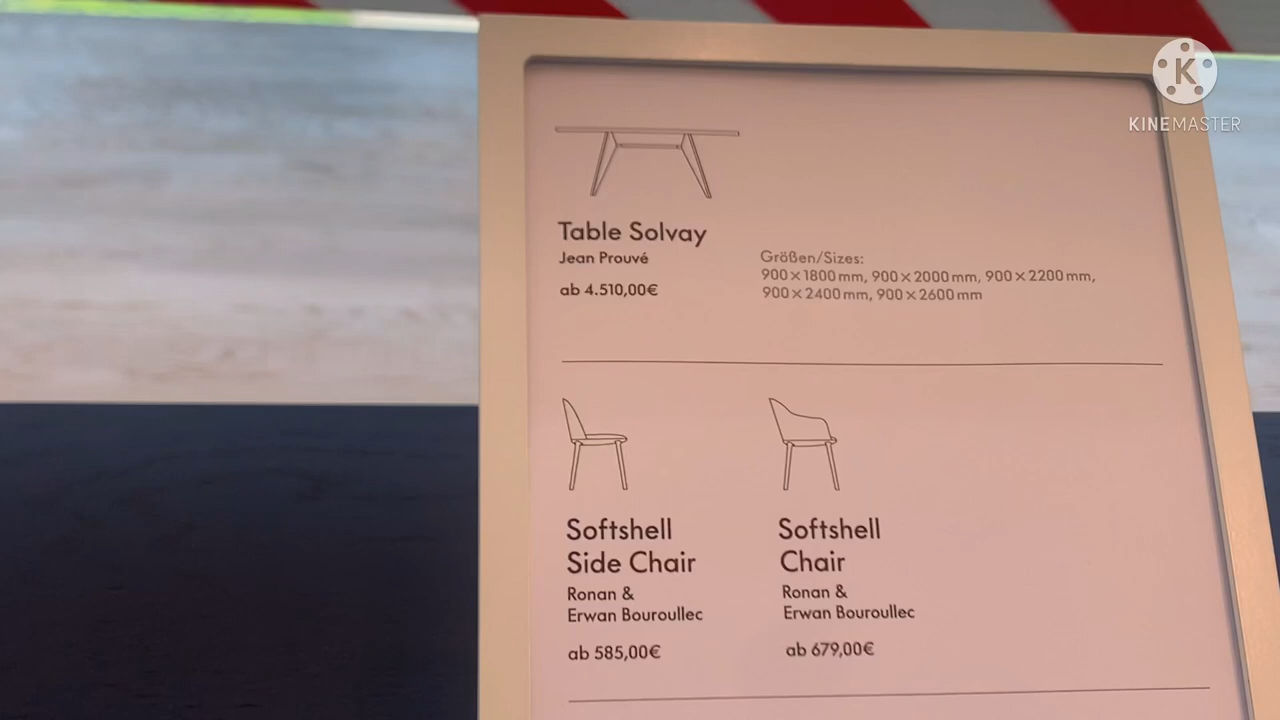 K
KINEMASTER
Table Solvay
Jean Prouvé
ab 4.510,00€
Größen/Sizes:
900 × 1800 mm, 900 × 2000 mm, 900 × 2200 mm,
900 × 2400 mm, 900 × 2600 mm
Softshell
Side Chair
Ronan &
Erwan Bouroullec
ab 585,00€
Softshell
Chair
Ronan &
Erwan Bouroullec
ab 679,00€